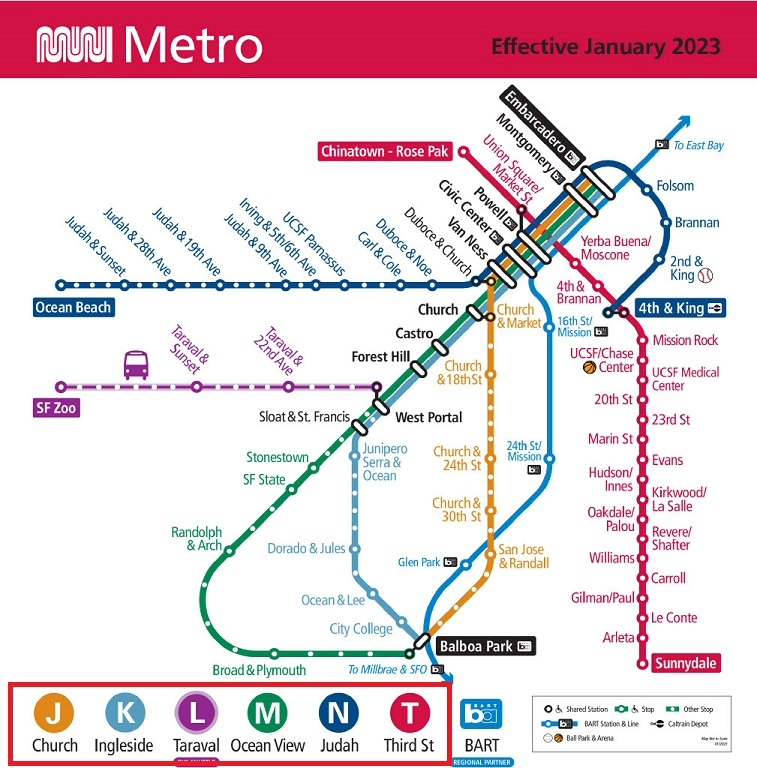 MUNI Metro
Effective January 2023
Embarcadero
Montgomery
Union Square/
Market St
Powell
Civic Center
Van Ness
Duboce & Church
Chinatown - Rose Pak
To East Bay
Folsom
Brannan
2nd &
King
4th & King
Yerba Buena/
Moscone
4th &
Brannan
Judah & Sunset
Judah & 28th Ave
Judah & 19th Ave
Judah & 9th Ave
Irving & 5th/6th Ave
UCSF Parnassus
Carl & Cole
Duboce & Noe
Ocean Beach
Church
Castro
Forest Hill
West Portal
Sloat & St. Francis
Taraval &
Sunset
Taraval &
22nd Ave
SF Zoo
Church
& Market
Church
& 18th St
Church &
24th St
Church &
30th St
San Jose
& Randall
16th St/
Mission
24th St/
Mission
Glen Park
Mission Rock
UCSF/Chase
Center
UCSF Medical
Center
20th St
23rd St
Marin St
Evans
Hudson/
Innes
Kirkwood/
La Salle
Oakdale/
Palou
Revere/
Shafter
Williams
Carroll
Gilman/Paul
Le Conte
Arleta
Sunnydale
Stonestown
SF State
Randolph
& Arch
Broad & Plymouth
Junipero
Serra &
Ocean
Dorado & Jules
Ocean & Lee
City College
Balboa Park
To Millbrae & SFO
J
Church
K
Ingleside
L
Taraval
M
Ocean View
N
Judah
T
Third St
BART
ba
BART
REGIONAL PARTNER
Shared Station
Stop
Other Stop
BART Station & Line
Caltrain Depot
Ball Park & Arena
Map Not to Scale